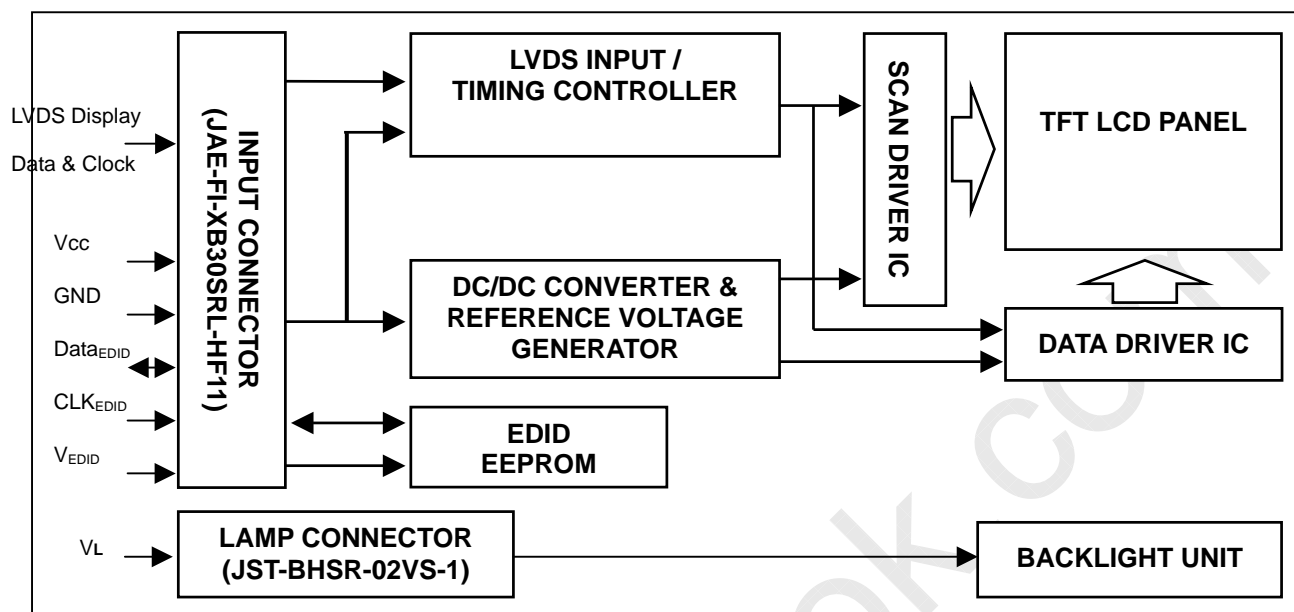 LVDS Display
Data & Clock
Vcc
GND
DataEDID
CLKEDID
VEDID
VL
INPUT CONNECTOR
(JAE-FI-XB30SRL-HF11)
LVDS INPUT /
TIMING CONTROLLER
DC/DC CONVERTER &
REFERENCE VOLTAGE
GENERATOR
EDID
EEPROM
LAMP CONNECTOR
(JST-BHSR-02VS-1)
SCAN DRIVER IC
TFT LCD PANEL
DATA DRIVER IC
BACKLIGHT UNIT